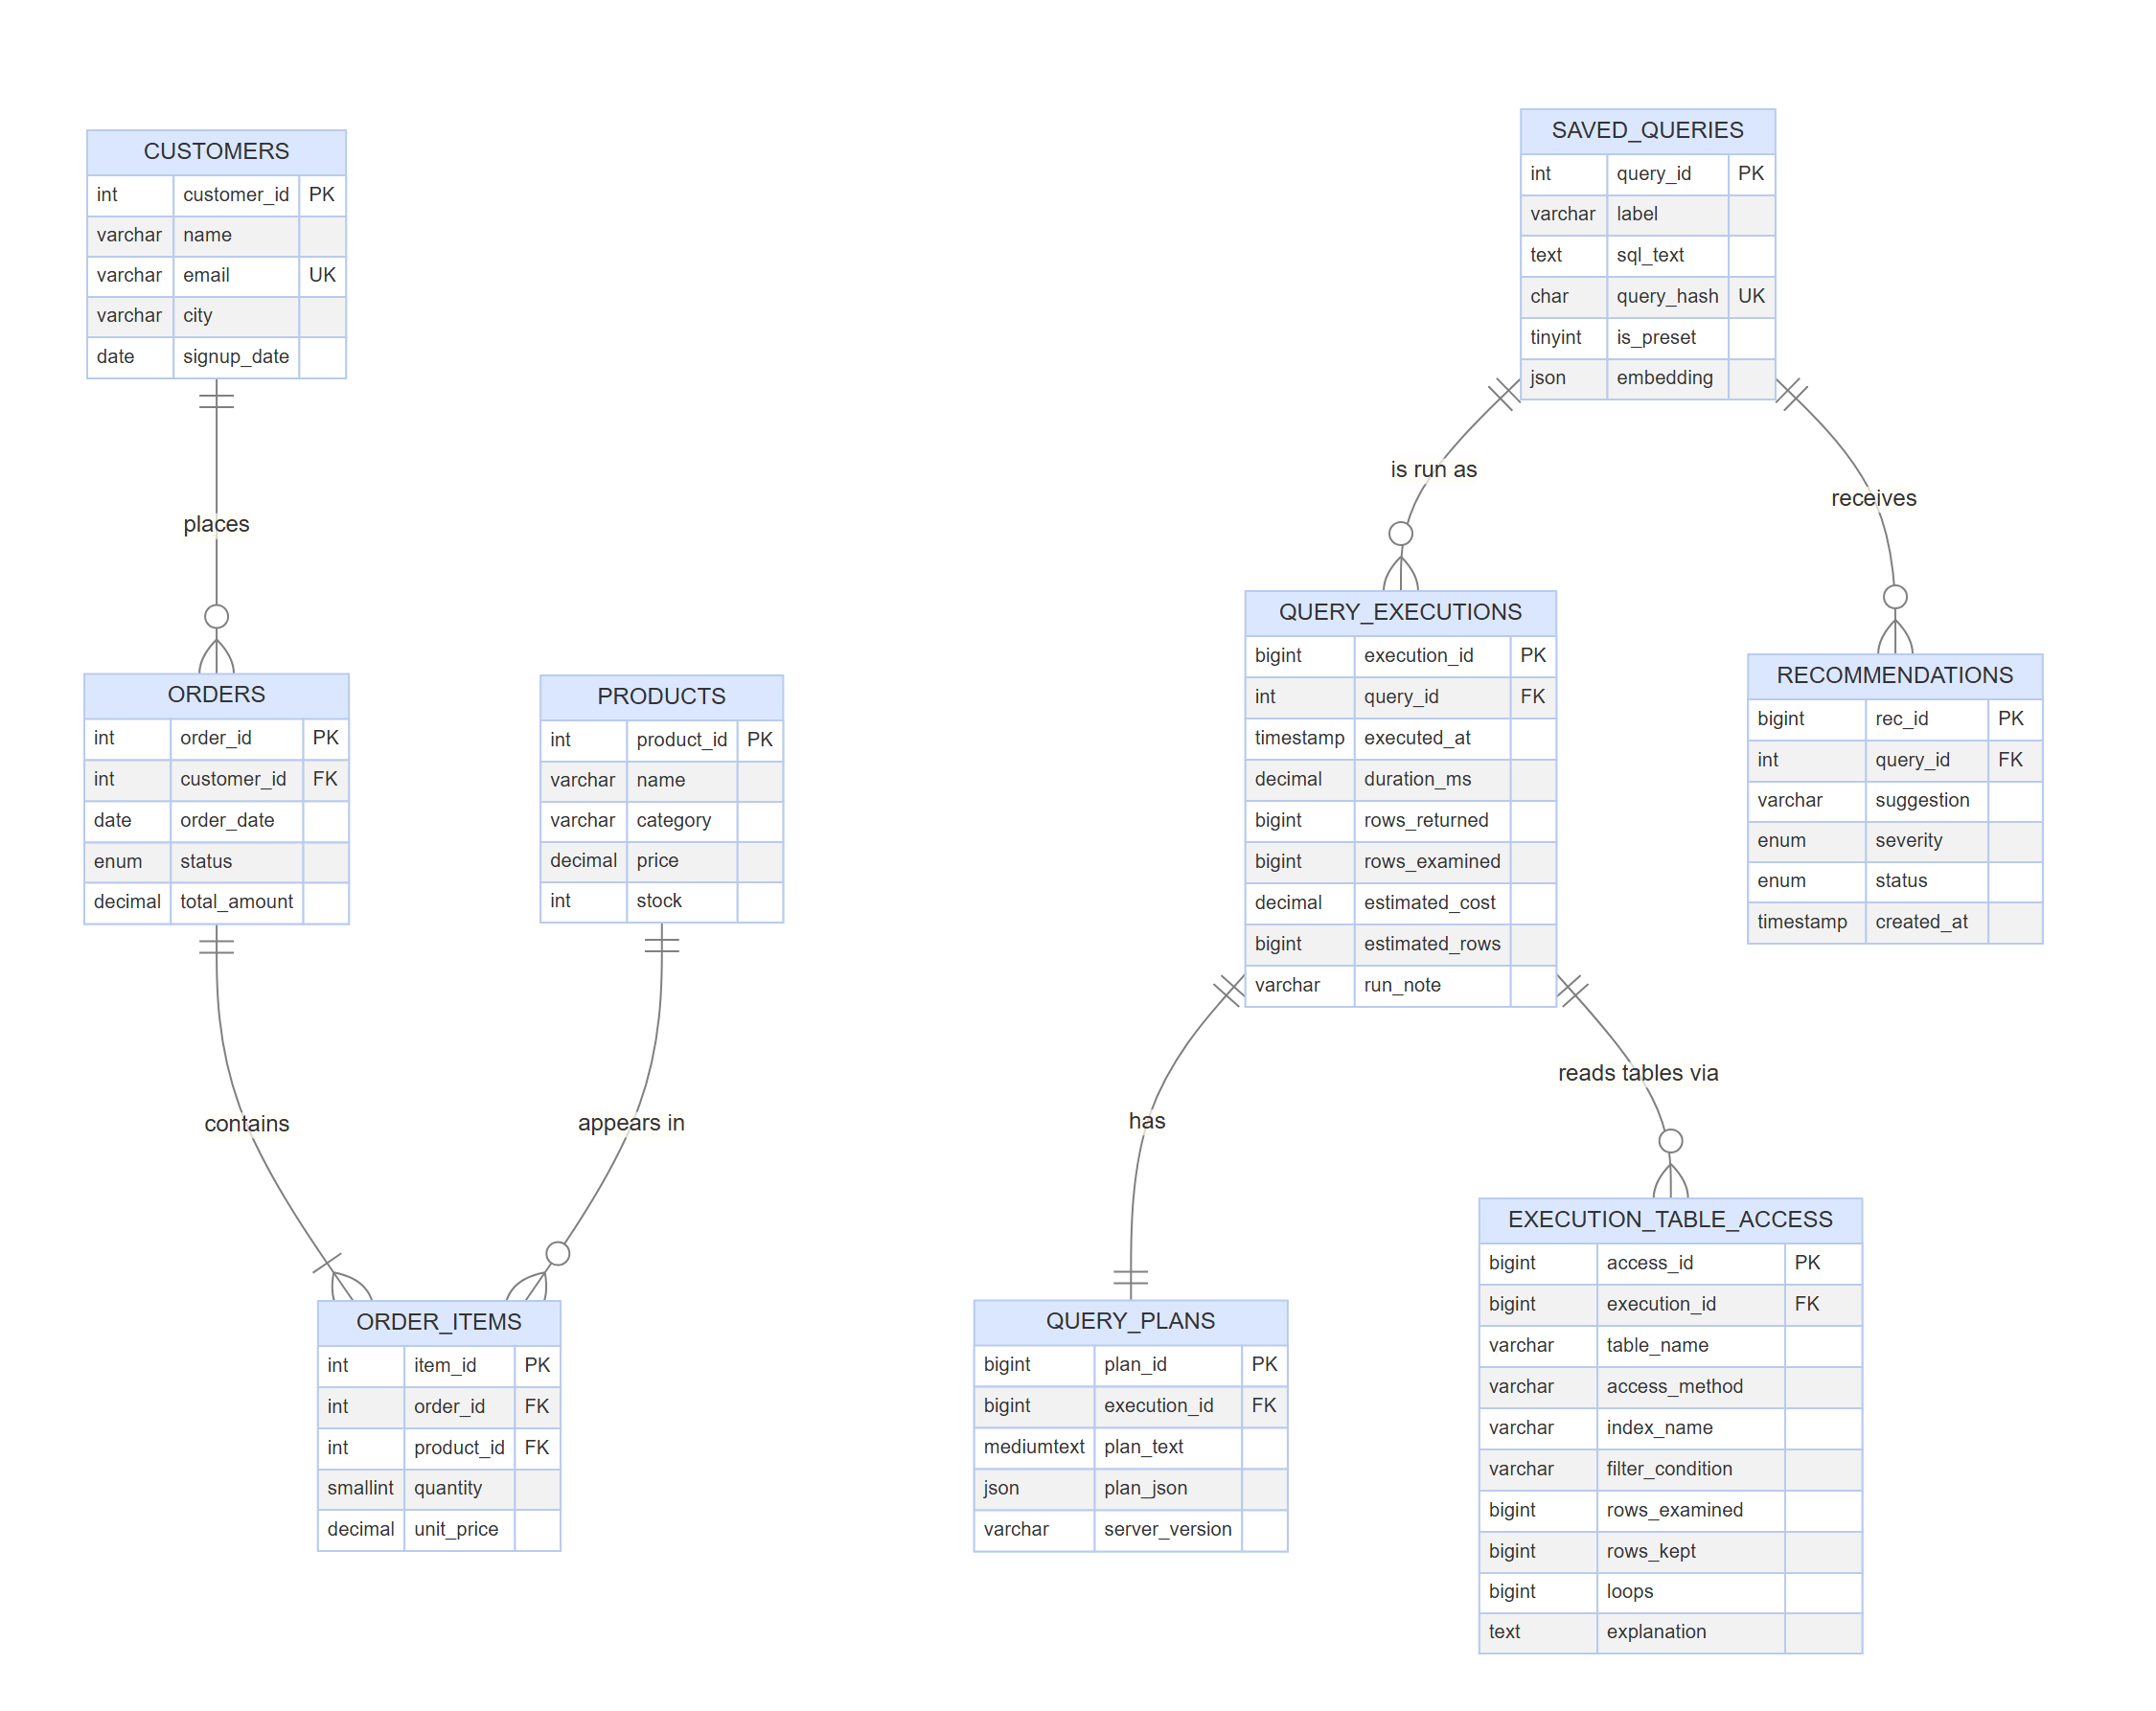 CUSTOMERS
int customer_id PK
varchar name
varchar email UK
varchar city
date signup_date
places
ORDERS
int order_id PK
int customer_id FK
date order_date
enum status
decimal total_amount
PRODUCTS
int product_id PK
varchar name
varchar category
decimal price
int stock
contains
appears in
ORDER_ITEMS
int item_id PK
int order_id FK
int product_id FK
smallint quantity
decimal unit_price
SAVED_QUERIES
int query_id PK
varchar label
text sql_text
char query_hash UK
tinyint is_preset
json embedding
is run as
receives
QUERY_EXECUTIONS
bigint execution_id PK
int query_id FK
timestamp executed_at
decimal duration_ms
bigint rows_returned
bigint rows_examined
decimal estimated_cost
bigint estimated_rows
varchar run_note
RECOMMENDATIONS
bigint rec_id PK
int query_id FK
varchar suggestion
enum severity
enum status
timestamp created_at
has
reads tables via
QUERY_PLANS
bigint plan_id PK
bigint execution_id FK
mediumtext plan_text
json plan_json
varchar server_version
EXECUTION_TABLE_ACCESS
bigint access_id PK
bigint execution_id FK
varchar table_name
varchar access_method
varchar index_name
varchar filter_condition
bigint rows_examined
bigint rows_kept
bigint loops
text explanation